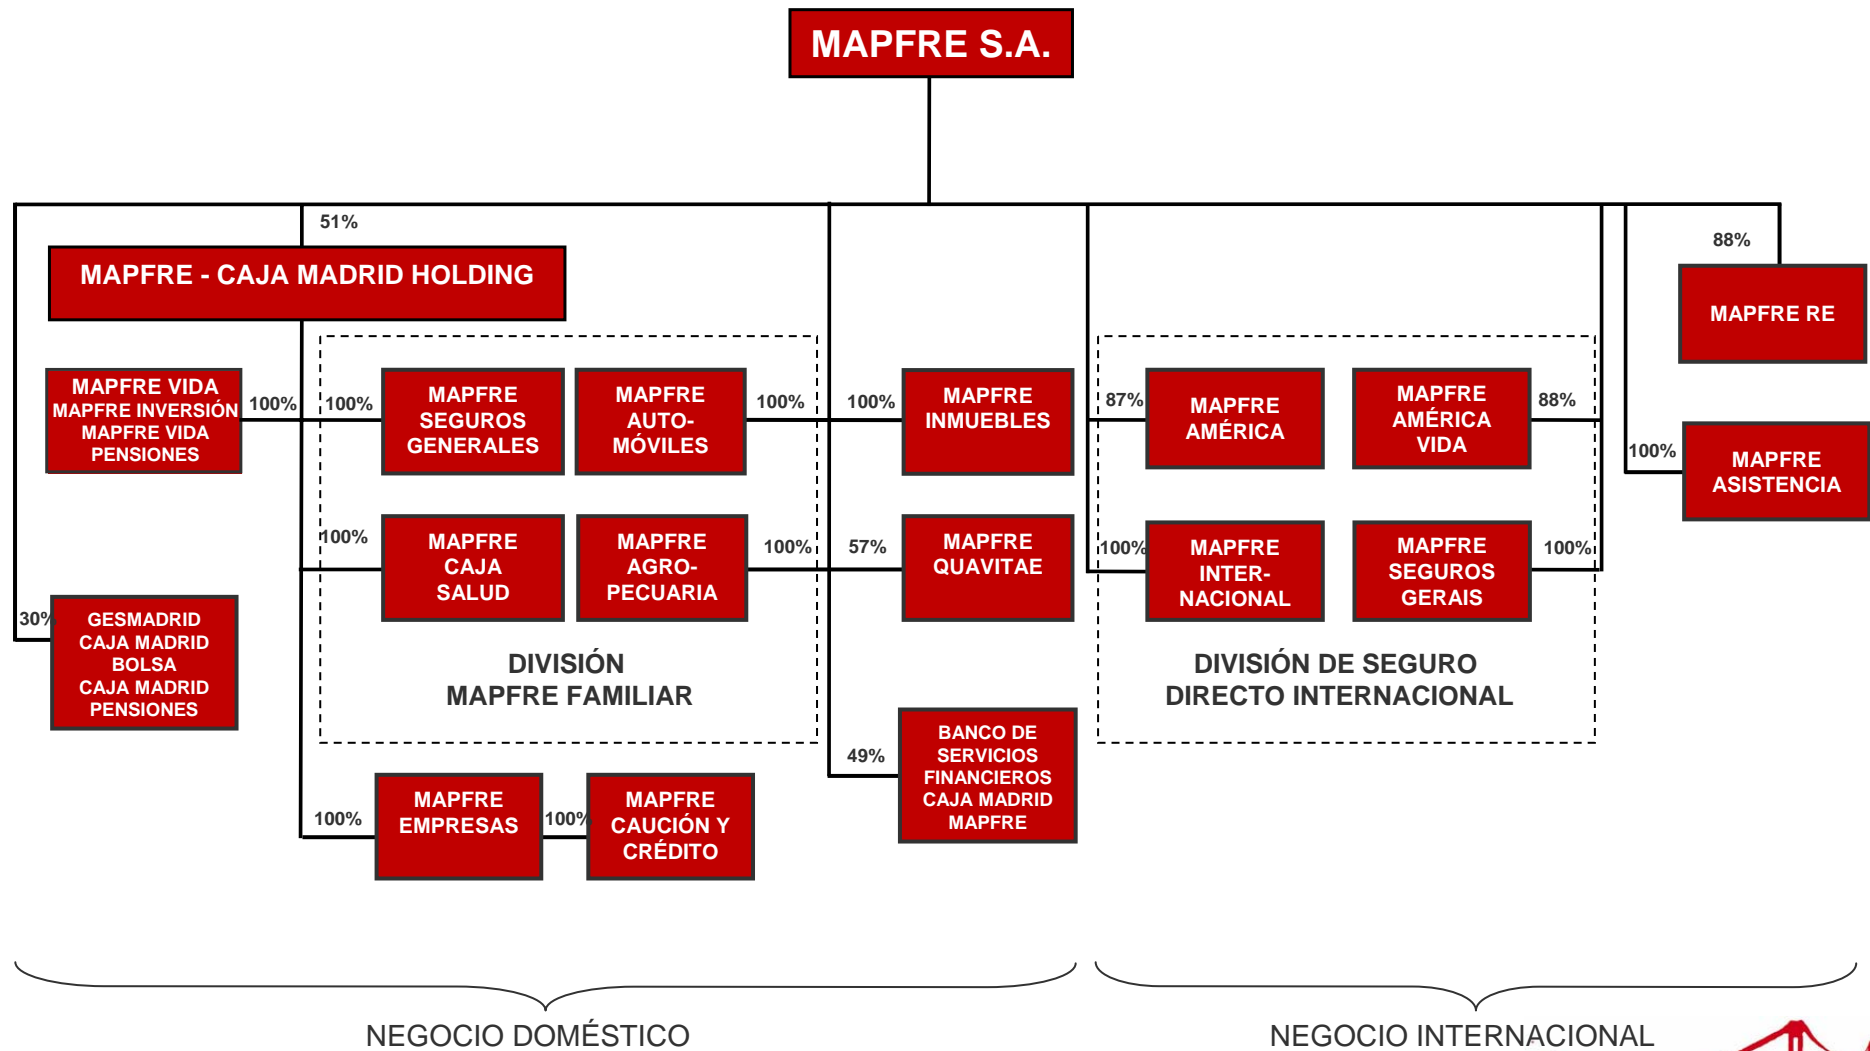 MAPFRE S.A.
51%
88%
MAPFRE - CAJA MADRID HOLDING
MAPFRE RE
MAPFRE VIDA
MAPFRE INVERSIÓN
MAPFRE VIDA
PENSIONES
100%
100%
MAPFRE
SEGUROS
GENERALES
MAPFRE
AUTO-
MÓVILES
100%
100%
MAPFRE
INMUEBLES
87%
MAPFRE
AMÉRICA
MAPFRE
AMÉRICA
VIDA
88%
100%
MAPFRE
ASISTENCIA
100%
MAPFRE
CAJA
SALUD
MAPFRE
AGRO-
PECUARIA
100%
57%
MAPFRE
QUAVITAE
100%
MAPFRE
INTER-
NACIONAL
MAPFRE
SEGUROS
GERAIS
100%
30%
GESMADRID
CAJA MADRID
BOLSA
CAJA MADRID
PENSIONES
DIVISIÓN
MAPFRE FAMILIAR
DIVISIÓN DE SEGURO
DIRECTO INTERNACIONAL
49%
BANCO DE
SERVICIOS
FINANCIEROS
CAJA MADRID
MAPFRE
100%
MAPFRE
EMPRESAS
100%
MAPFRE
CAUCIÓN Y
CRÉDITO
NEGOCIO DOMÉSTICO
NEGOCIO INTERNACIONAL